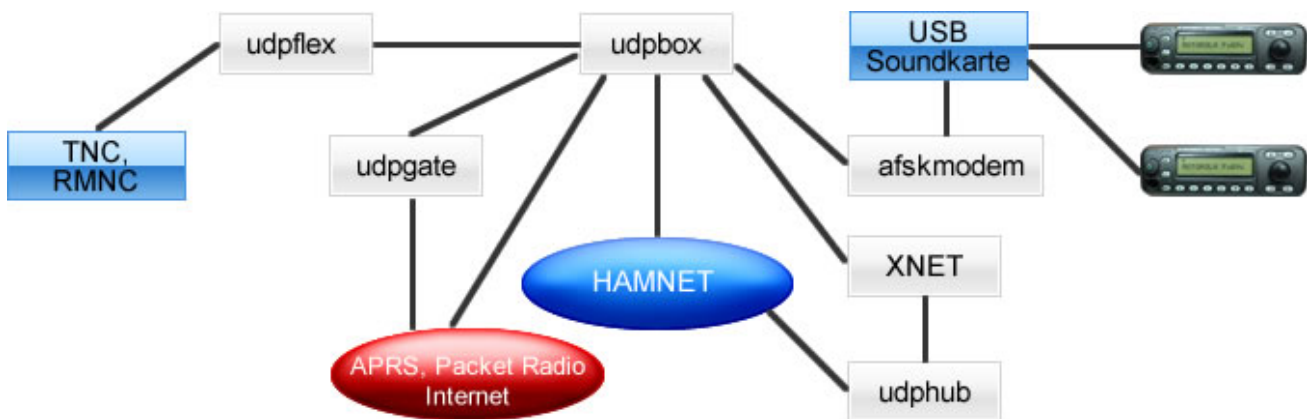 udpflex
udpbox
USB
Soundkarte
TNC,
RMNC
udpgate
afskmodem
HAMNET
XNET
APRS, Packet Radio
Internet
udphub